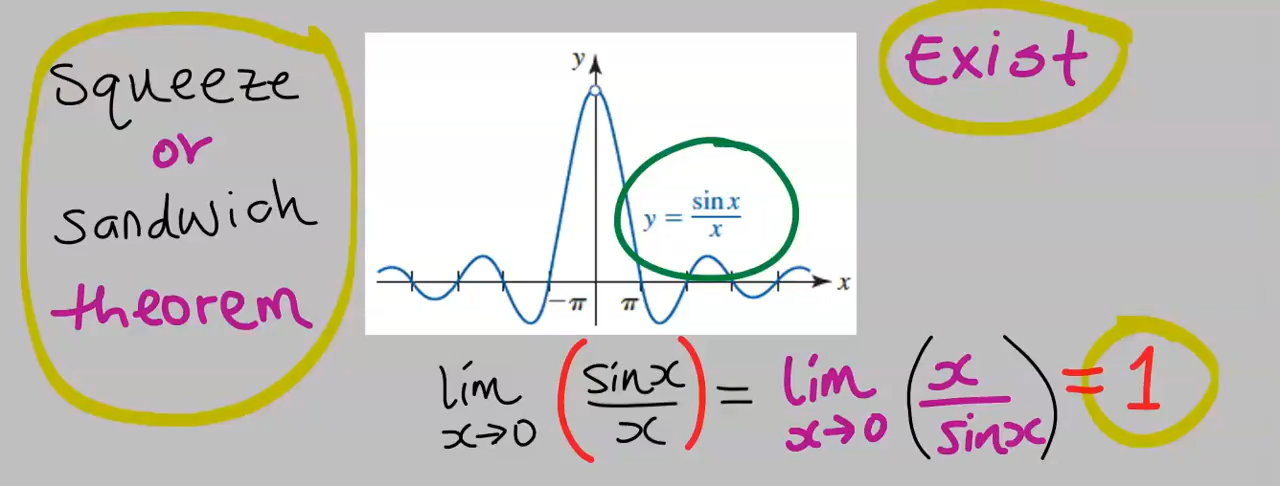 Squeeze
or
sandwich
theorem
y
y = sin x / x
x
−π
π
Exist
lim x→0 (sinx / x) = lim x→0 (x / sinx) = 1